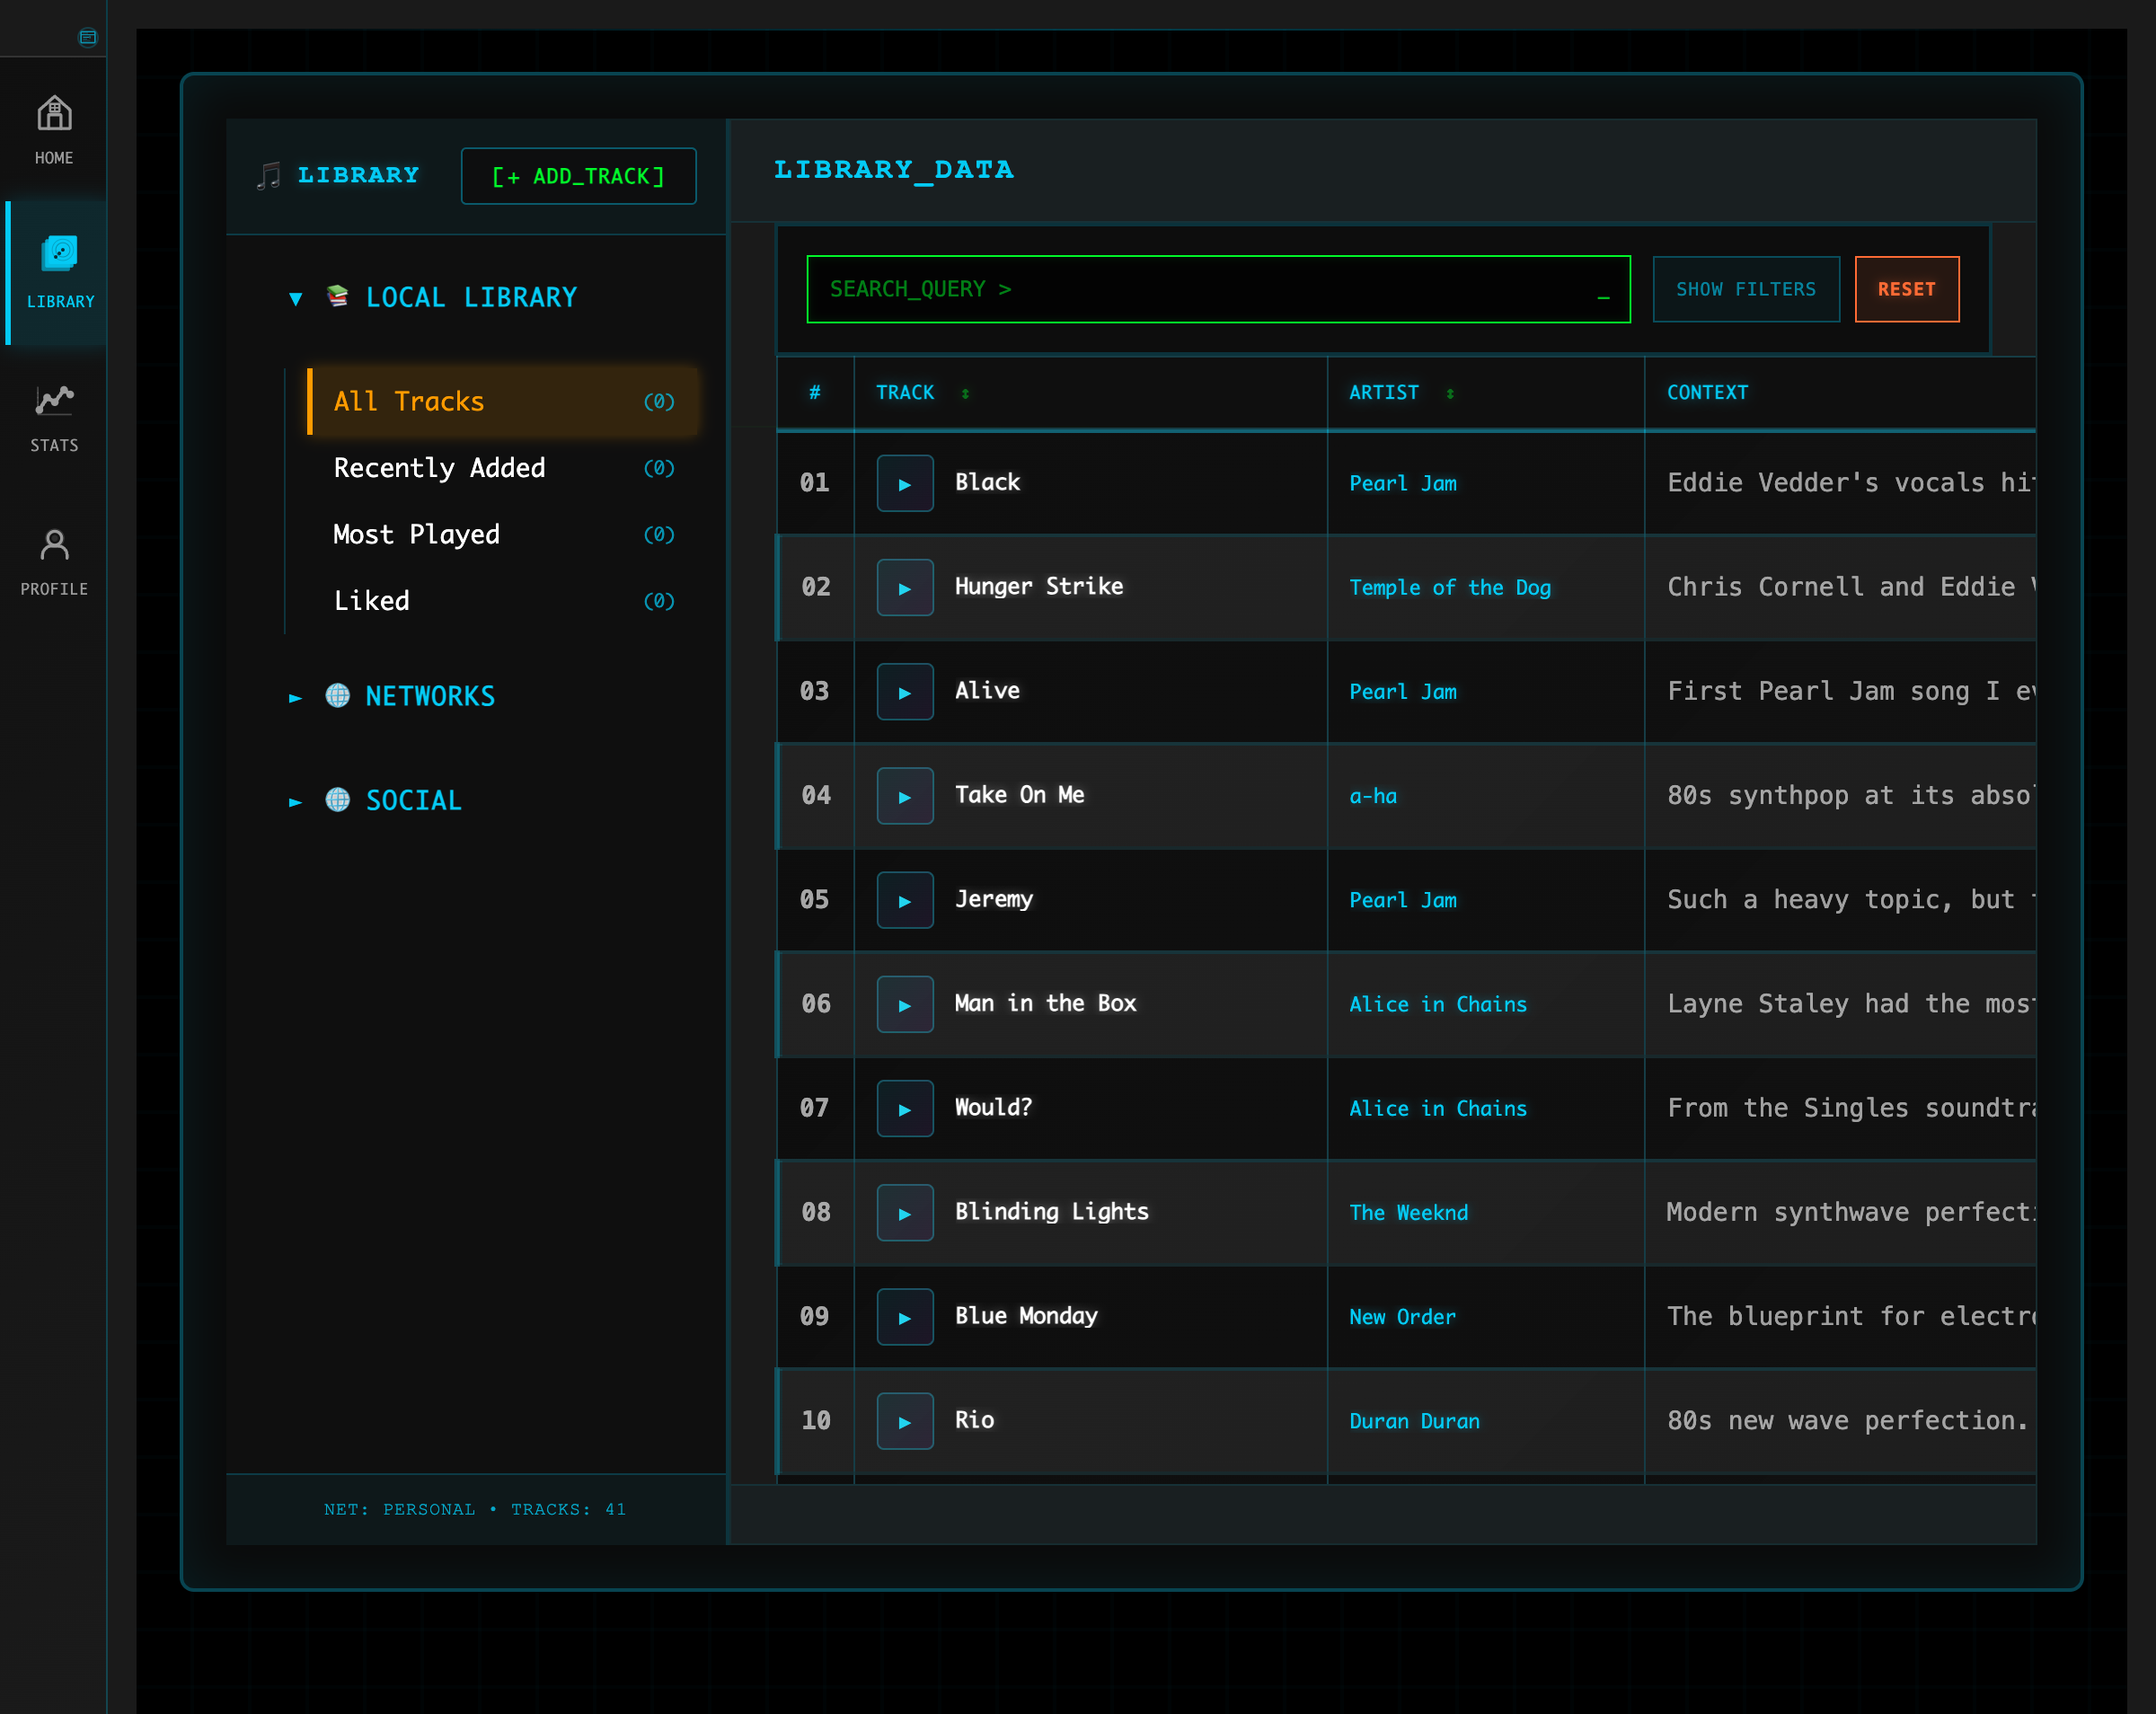 HOME
LIBRARY
STATS
PROFILE
LIBRARY
[+ ADD_TRACK]
▼ LOCAL LIBRARY
All Tracks (0)
Recently Added (0)
Most Played (0)
Liked (0)
► NETWORKS
► SOCIAL
NET: PERSONAL • TRACKS: 41
LIBRARY_DATA
SEARCH_QUERY > _
SHOW FILTERS
RESET
# TRACK ↕ ARTIST ↕ CONTEXT
01 Black Pearl Jam Eddie Vedder's vocals
02 Hunger Strike Temple of the Dog Chris Cornell and Eddie
03 Alive Pearl Jam First Pearl Jam song I
04 Take On Me a-ha 80s synthpop at its
05 Jeremy Pearl Jam Such a heavy topic, but
06 Man in the Box Alice in Chains Layne Staley had the
07 Would? Alice in Chains From the Singles
08 Blinding Lights The Weeknd Modern synthwave
09 Blue Monday New Order The blueprint for
10 Rio Duran Duran 80s new wave perfection.